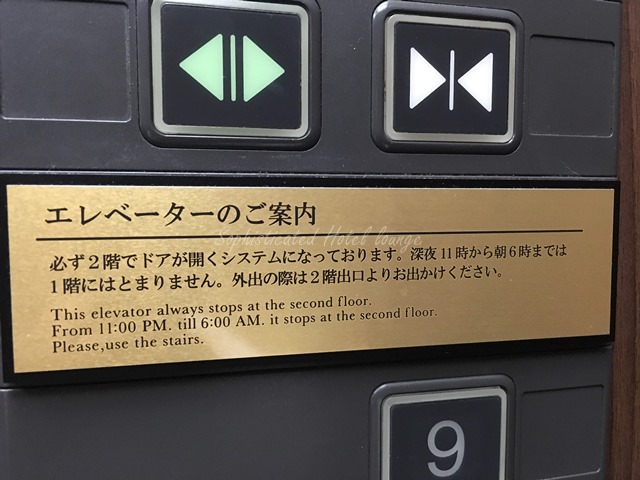 エレベーターのご案内
Sophisticated Hotel lounge
必ず2階でドアが開くシステムになっております。深夜11時から朝6時までは
1階にはとまりません。外出の際は2階出口よりお出かけください。
This elevator always stops at the second floor.
From 11:00 PM. till 6:00 AM. it stops at the second floor.
Please,use the stairs.
9